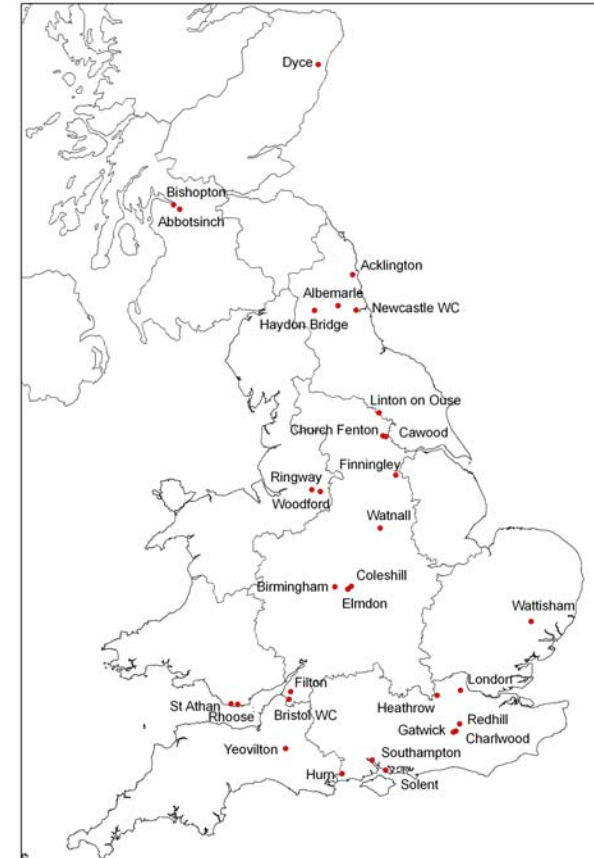 Dyce
Bishopton
Abbotsinch
Acklington
Albemarle
Newcastle WC
Haydon Bridge
Linton on Ouse
Church Fenton
Cawood
Finningley
Ringway
Woodford
Watnall
Coleshill
Birmingham
Elmdon
Wattisham
Filton
London
St Athan
Heathrow
Rhoose
Bristol WC
Redhill
Gatwick
Charlwood
Yeovilton
Southampton
Hurn
Solent